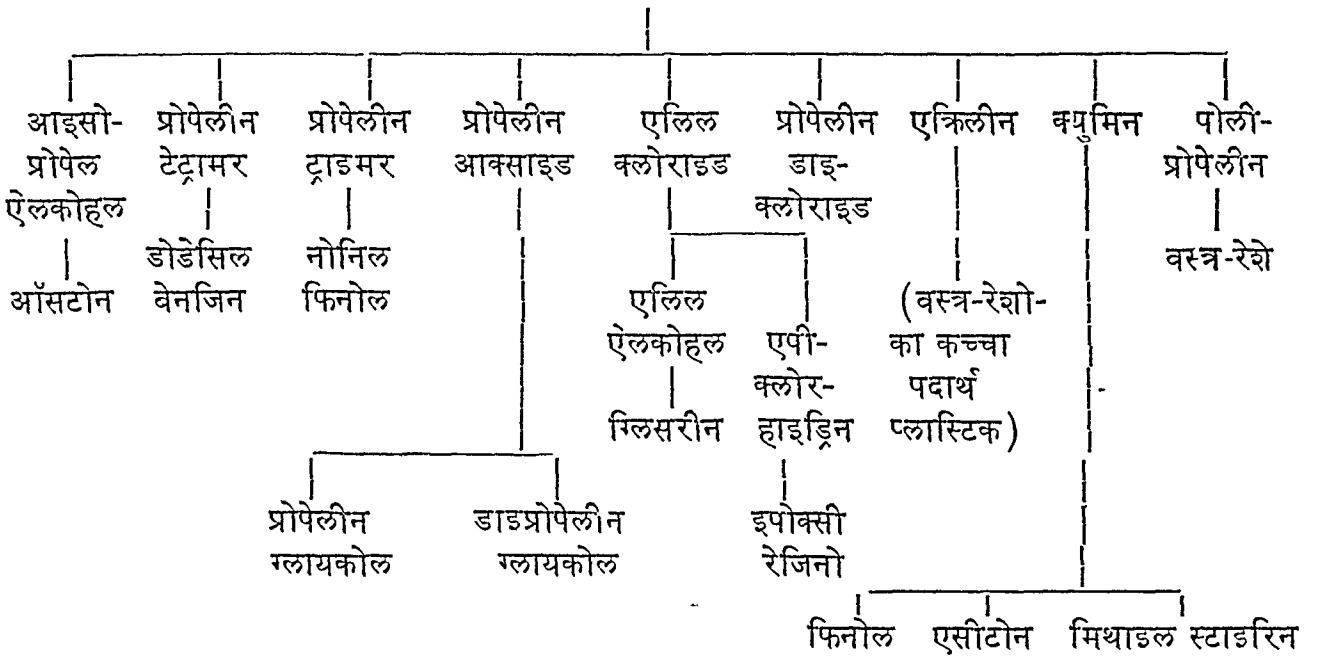 आइसो- प्रोपेलीन प्रोपेलीन प्रोपेलीन एलिल प्रोपेलीन एक्रिलीन क्युमिन पोली-
प्रोपेल टेट्रामर ट्राइमर आक्साइड क्लोराइड डाइ- प्रोपेलीन
ऐलकोहल क्लोराइड
डोडेसिल नोनिल वस्त्र-रेशे
ऑसटोन बेनजिन फिनोल एलिल (वस्त्र-रेशो-
ऐलकोहल एपी- का कच्चा
क्लोर- पदार्थ
ग्लिसरीन हाइड्रिन प्लास्टिक)
प्रोपेलीन डाइप्रोपेलीन इपोक्सी
ग्लायकोल ग्लायकोल रेजिनो
फिनोल एसीटोन मिथाइल स्टाइरिन